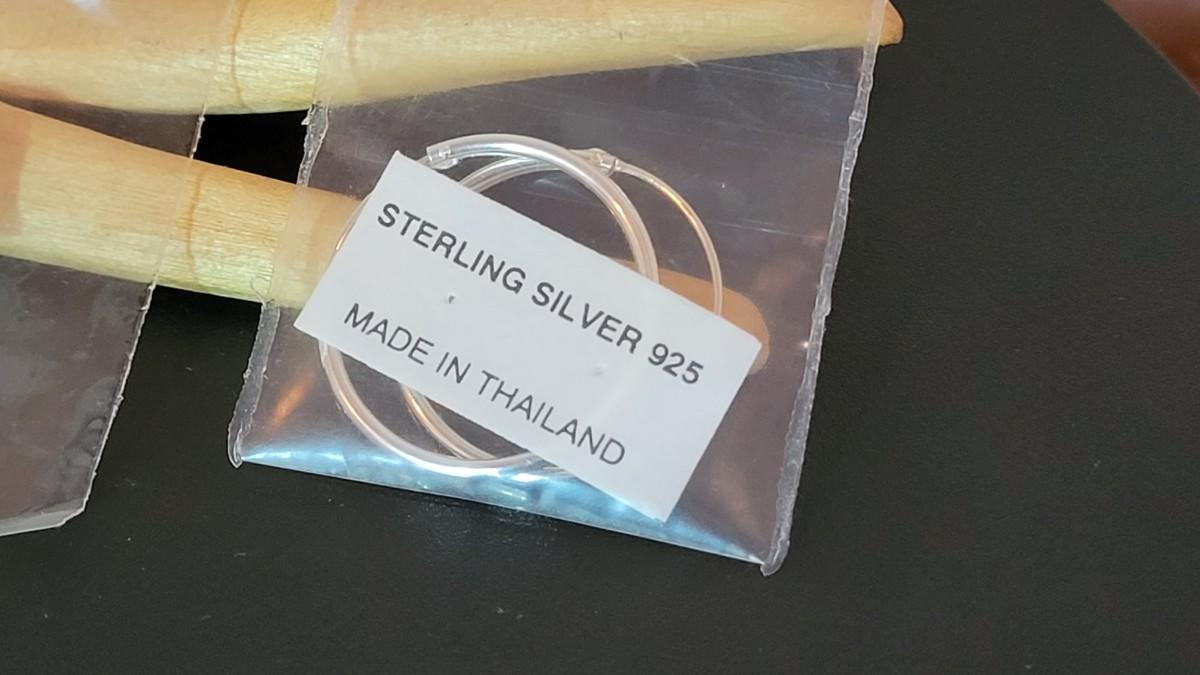 STERLING SILVER 925
MADE IN THAILAND